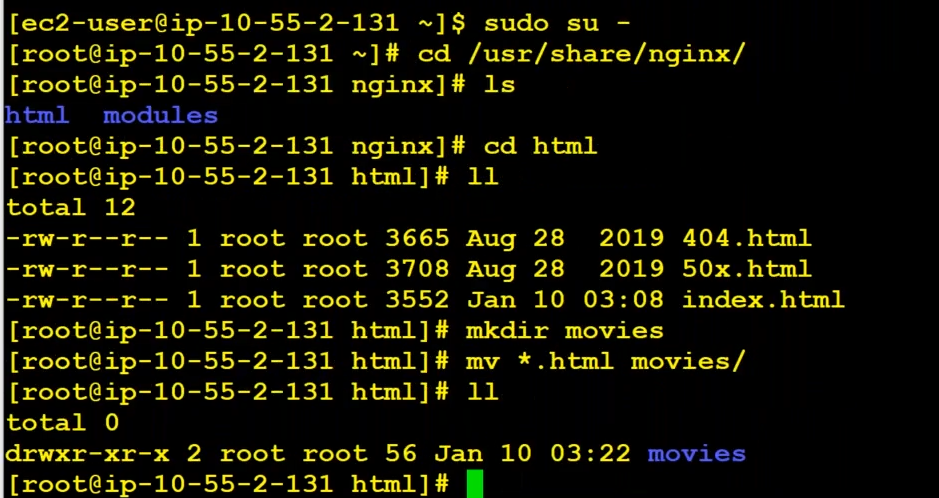 [ec2-user@ip-10-55-2-131 ~]$ sudo su -
[root@ip-10-55-2-131 ~]# cd /usr/share/nginx/
[root@ip-10-55-2-131 nginx]# ls
html  modules
[root@ip-10-55-2-131 nginx]# cd html
[root@ip-10-55-2-131 html]# ll
total 12
-rw-r--r-- 1 root root 3665 Aug 28  2019 404.html
-rw-r--r-- 1 root root 3708 Aug 28  2019 50x.html
-rw-r--r-- 1 root root 3552 Jan 10 03:08 index.html
[root@ip-10-55-2-131 html]# mkdir movies
[root@ip-10-55-2-131 html]# mv *.html movies/
[root@ip-10-55-2-131 html]# ll
total 0
drwxr-xr-x 2 root root 56 Jan 10 03:22 movies
[root@ip-10-55-2-131 html]#